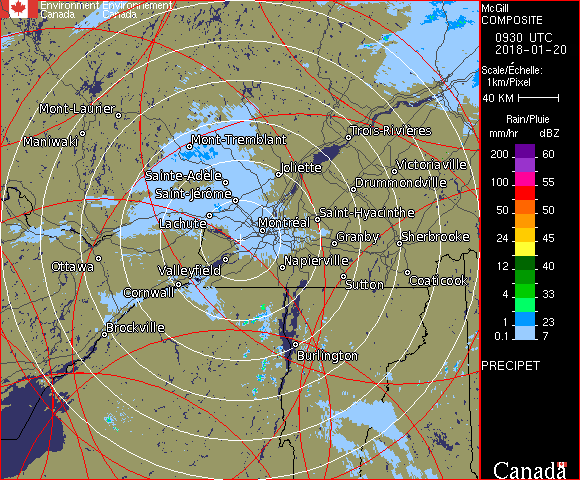 Environment Environnement
Canada Canada
McGill
COMPOSITE
0930 UTC
2018-01-20
Scale/Échelle:
1km/Pixel
40 KM
Rain/Pluie
mm/hr dBZ
200 60
100 55
50 50
24 45
12 40
4 33
1 23
0.1 7
PRECIPET
Canada
Mont-Laurier
Maniwaki
Mont-Tremblant
Trois-Rivières
Joliette
Victoriaville
Sainte-Adèle
Drummondville
Saint-Jérôme
Saint-Hyacinthe
Lachute
Montréal
Granby
Sherbrooke
Ottawa
Valleyfield
Napierville
Cornwall
Sutton
Coaticook
Brockville
Burlington